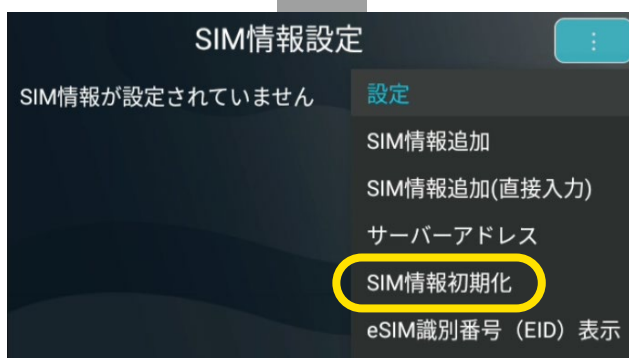 SIM情報設定
SIM情報が設定されていません
設定
SIM情報追加
SIM情報追加(直接入力)
サーバーアドレス
SIM情報初期化
eSIM識別番号（EID）表示